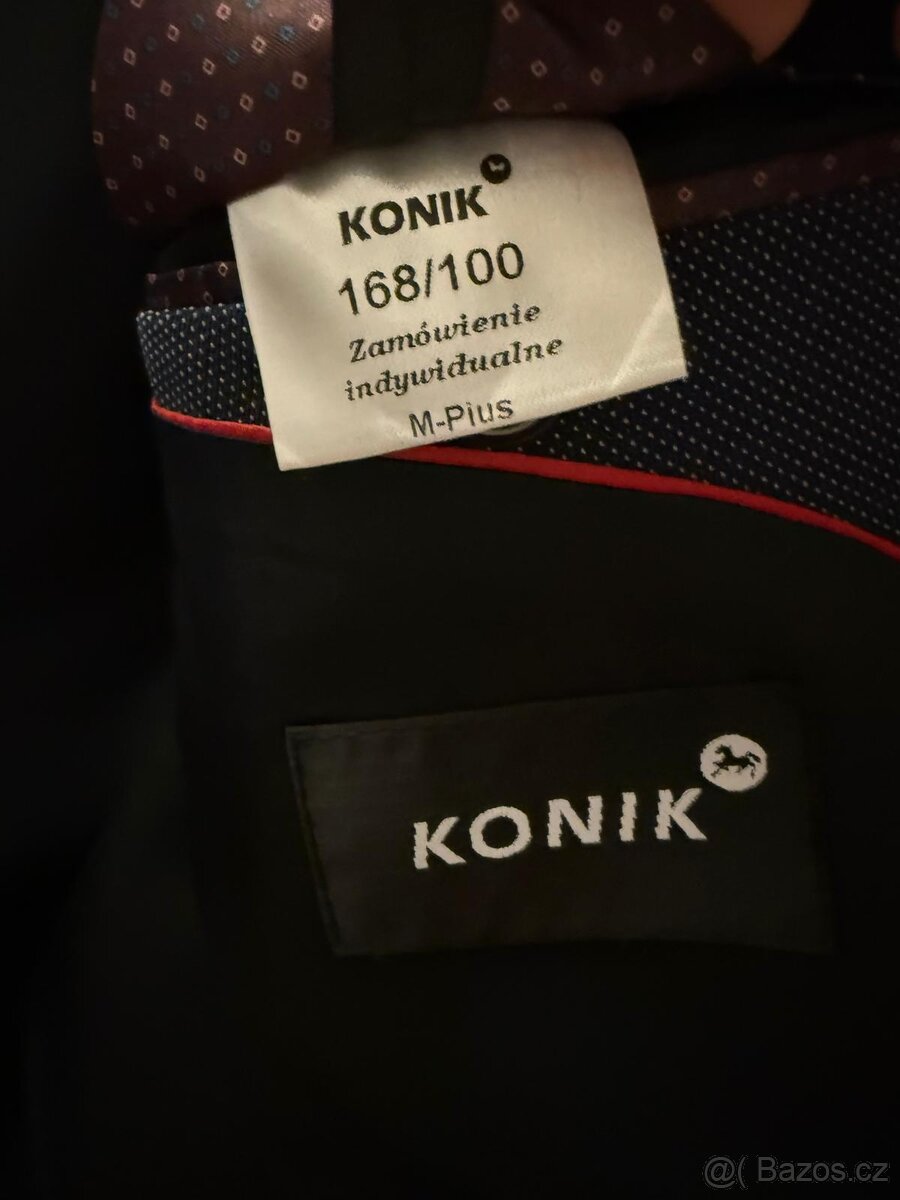 KONIK
168/100
Zamówienie
indywidualne
M-Pius
KONIK
@( Bazos.cz